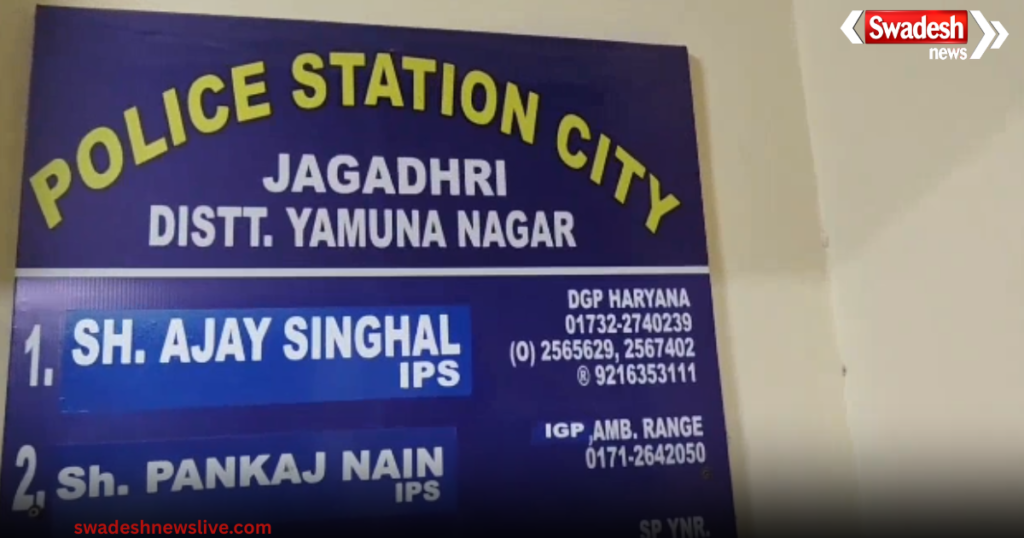 Swadesh
news
POLICE STATION CITY
JAGADHRI
DISTT. YAMUNA NAGAR
1. SH. AJAY SINGHAL
IPS
DGP HARYANA
01732-2740239
(O) 2565629, 2567402
® 9216353111
2, Sh. PANKAJ NAIN
IPS
IGP ,AMB. RANGE
0171-2642050
SP YNR.
swadeshnewslive.com